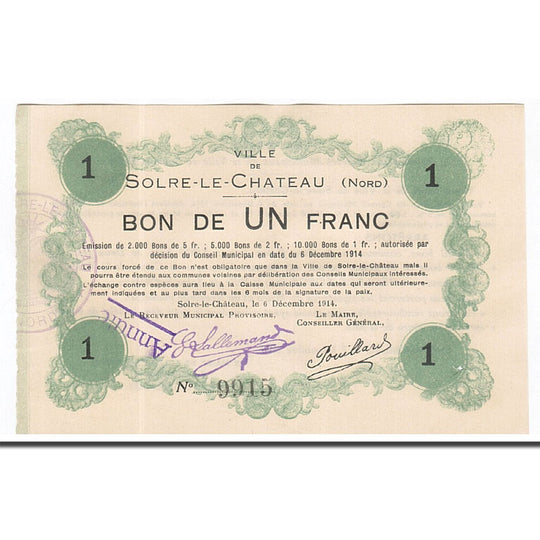 1
1
VILLE
DE
SOLRE-LE-CHATEAU (NORD)
BON DE UN FRANC
Emission de 2.000 Bons de 5 fr. ; 5.000 Bons de 2 fr. ; 10.000 Bons de 1 fr. ; autorisée par
décision du Conseil Municipal en date du 6 Décembre 1914
Le cours forcé de ce Bon n'est obligatoire que dans la Ville de Solre-le-Château mais il
pourra être étendu aux communes voisines par délibération des Conseils Municipaux intéressés.
L'échange contre espèces aura lieu à la Caisse Municipale aux dates qui seront ultérieure-
ment indiquées et au plus tard dans les 6 mois de la signature de la paix.
Solre-le-Château, le 6 Décembre 1914.
LE RECEVEUR MUNICIPAL PROVISOIRE,
LE MAIRE,
CONSEILLER GÉNÉRAL,
Annulé
G Lallemand
Pouillard
1
1
No 9915